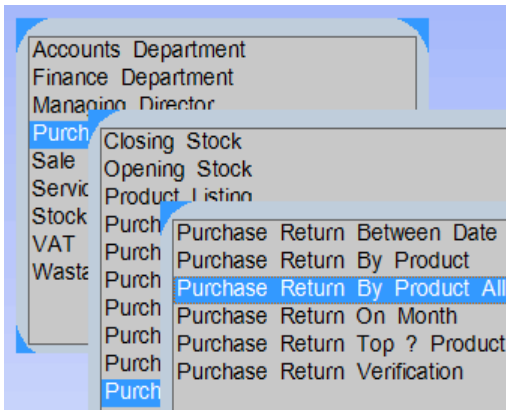 Accounts Department
Finance Department
Managing Director
Purch
Sale
Servic
Stock
VAT
Wasta
Closing Stock
Opening Stock
Product Listing
Purch
Purch
Purch
Purch
Purch
Purch
Purch
Purchase Return Between Date
Purchase Return By Product
Purchase Return By Product All
Purchase Return On Month
Purchase Return Top ? Product
Purchase Return Verification